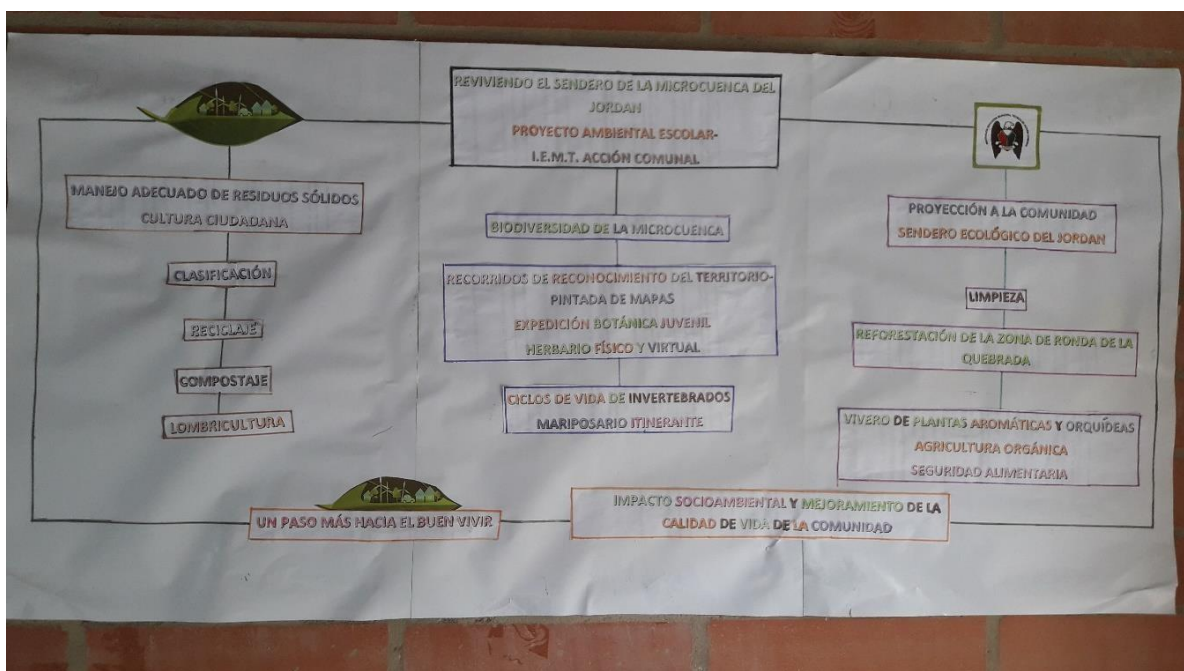 REVIVIENDO EL SENDERO DE LA MICROCUENCA DEL
JORDAN
PROYECTO AMBIENTAL ESCOLAR-
I.E.M.T. ACCIÓN COMUNAL
MANEJO ADECUADO DE RESIDUOS SÓLIDOS
CULTURA CIUDADANA
CLASIFICACIÓN
RECICLAJE
COMPOSTAJE
LOMBRICULTURA
BIODIVERSIDAD DE LA MICROCUENCA
RECORRIDOS DE RECONOCIMIENTO DEL TERRITORIO-
PINTADA DE MAPAS
EXPEDICIÓN BOTÁNICA JUVENIL
HERBARIO FÍSICO Y VIRTUAL
CICLOS DE VIDA DE INVERTEBRADOS
MARIPOSARIO ITINERANTE
PROYECCIÓN A LA COMUNIDAD
SENDERO ECOLÓGICO DEL JORDAN
LIMPIEZA
REFORESTACIÓN DE LA ZONA DE RONDA DE LA
QUEBRADA
VIVERO DE PLANTAS AROMÁTICAS Y ORQUÍDEAS
AGRICULTURA ORGÁNICA
SEGURIDAD ALIMENTARIA
UN PASO MÁS HACIA EL BUEN VIVIR
IMPACTO SOCIOAMBIENTAL Y MEJORAMIENTO DE LA
CALIDAD DE VIDA DE LA COMUNIDAD